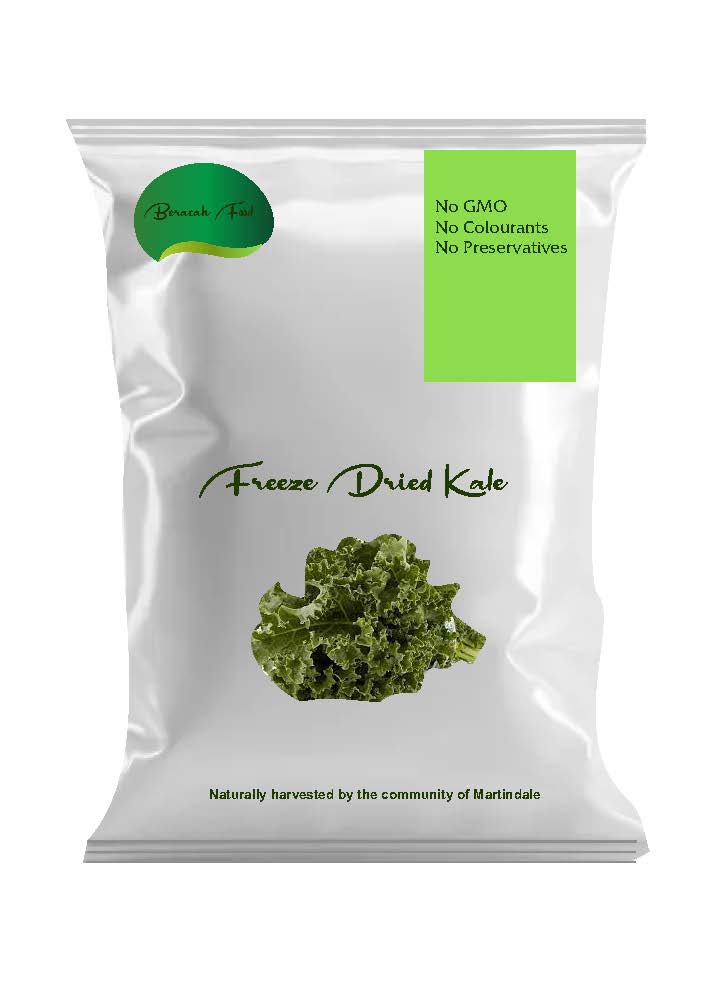 Beracah Food
No GMO
No Colourants
No Preservatives
Freeze Dried Kale
Naturally harvested by the community of Martindale